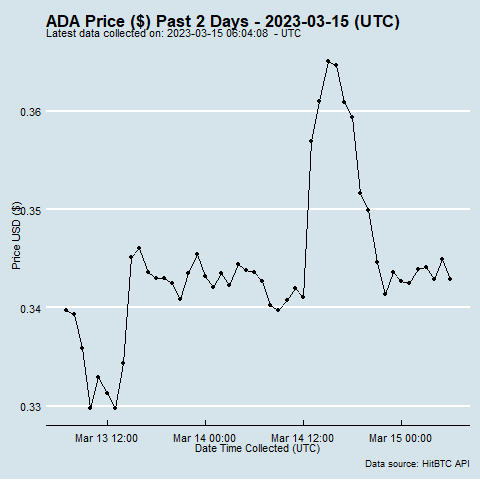 ADA Price ($) Past 2 Days - 2023-03-15 (UTC)
Latest data collected on: 2023-03-15 06:04:08  - UTC
0.36
0.35
0.34
0.33
Price USD ($)
Mar 13 12:00 Mar 14 00:00 Mar 14 12:00 Mar 15 00:00
Date Time Collected (UTC)
Data source: HitBTC API